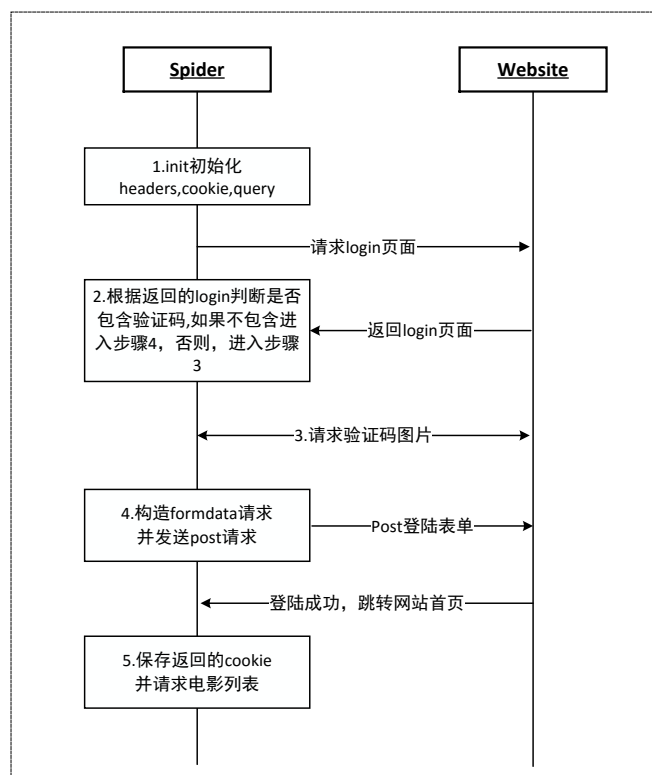 Spider
Website
1.init初始化
headers,cookie,query
请求login页面
2.根据返回的login判断是否
包含验证码,如果不包含进
入步骤4，否则，进入步骤
3
返回login页面
3.请求验证码图片
4.构造formdata请求
并发送post请求
Post登陆表单
登陆成功，跳转网站首页
5.保存返回的cookie
并请求电影列表